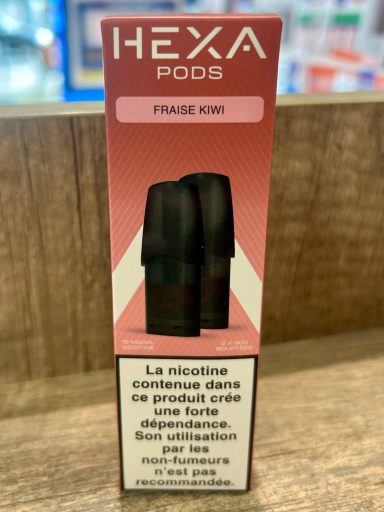 HEXA
PODS
FRAISE KIWI
NICOTINE
La nicotine
contenue dans
ce produit crée
une forte
dépendance.
Son utilisation
par les
non-fumeurs
n'est pas
recommandée.